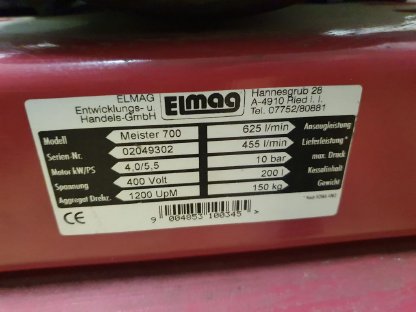 ELMAG
Entwicklungs- u.
Handels-GmbH
ELMAG
Hannesgrub 28
A-4910 Ried i. I.
Tel. 07752/80881
Modell Meister 700 625 l/min Ansaugleistung
Serien-Nr. 02049302 455 l/min Lieferleistung*
Motor kW/PS 4,0/5,5 10 bar max. Druck
Spannung 400 Volt 200 l Kesselinhalt
Aggregat Drehz. 1200 UpM 150 kg Gewicht
CE
9 004853 100345 >